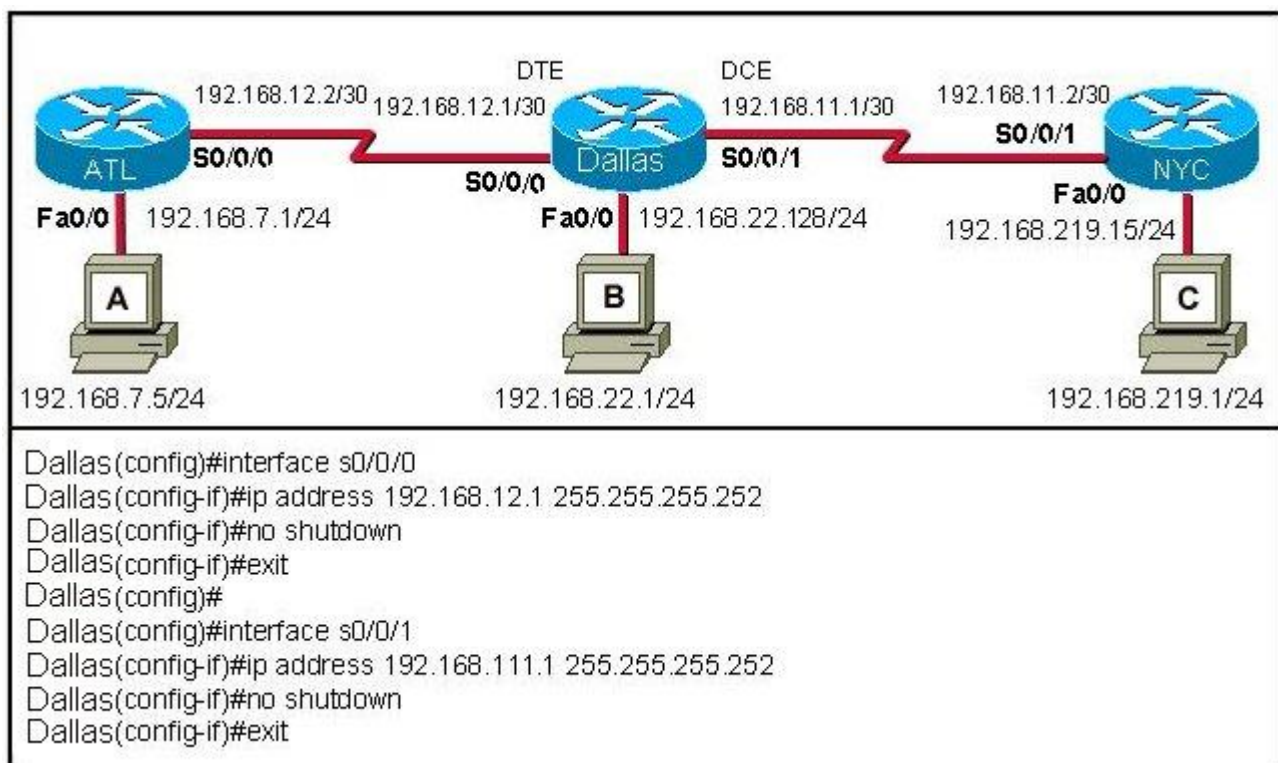 DTE
DCE
192.168.12.2/30
192.168.12.1/30
192.168.11.1/30
192.168.11.2/30
S0/0/1
ATL
S0/0/0
S0/0/0
Dallas
S0/0/1
NYC
Fa0/0
192.168.7.1/24
Fa0/0
192.168.22.128/24
Fa0/0
192.168.219.15/24
A
B
C
192.168.7.5/24
192.168.22.1/24
192.168.219.1/24
Dallas(config)#interface s0/0/0
Dallas(config-if)#ip address 192.168.12.1 255.255.255.252
Dallas(config-if)#no shutdown
Dallas(config-if)#exit
Dallas(config)#
Dallas(config)#interface s0/0/1
Dallas(config-if)#ip address 192.168.111.1 255.255.255.252
Dallas(config-if)#no shutdown
Dallas(config-if)#exit